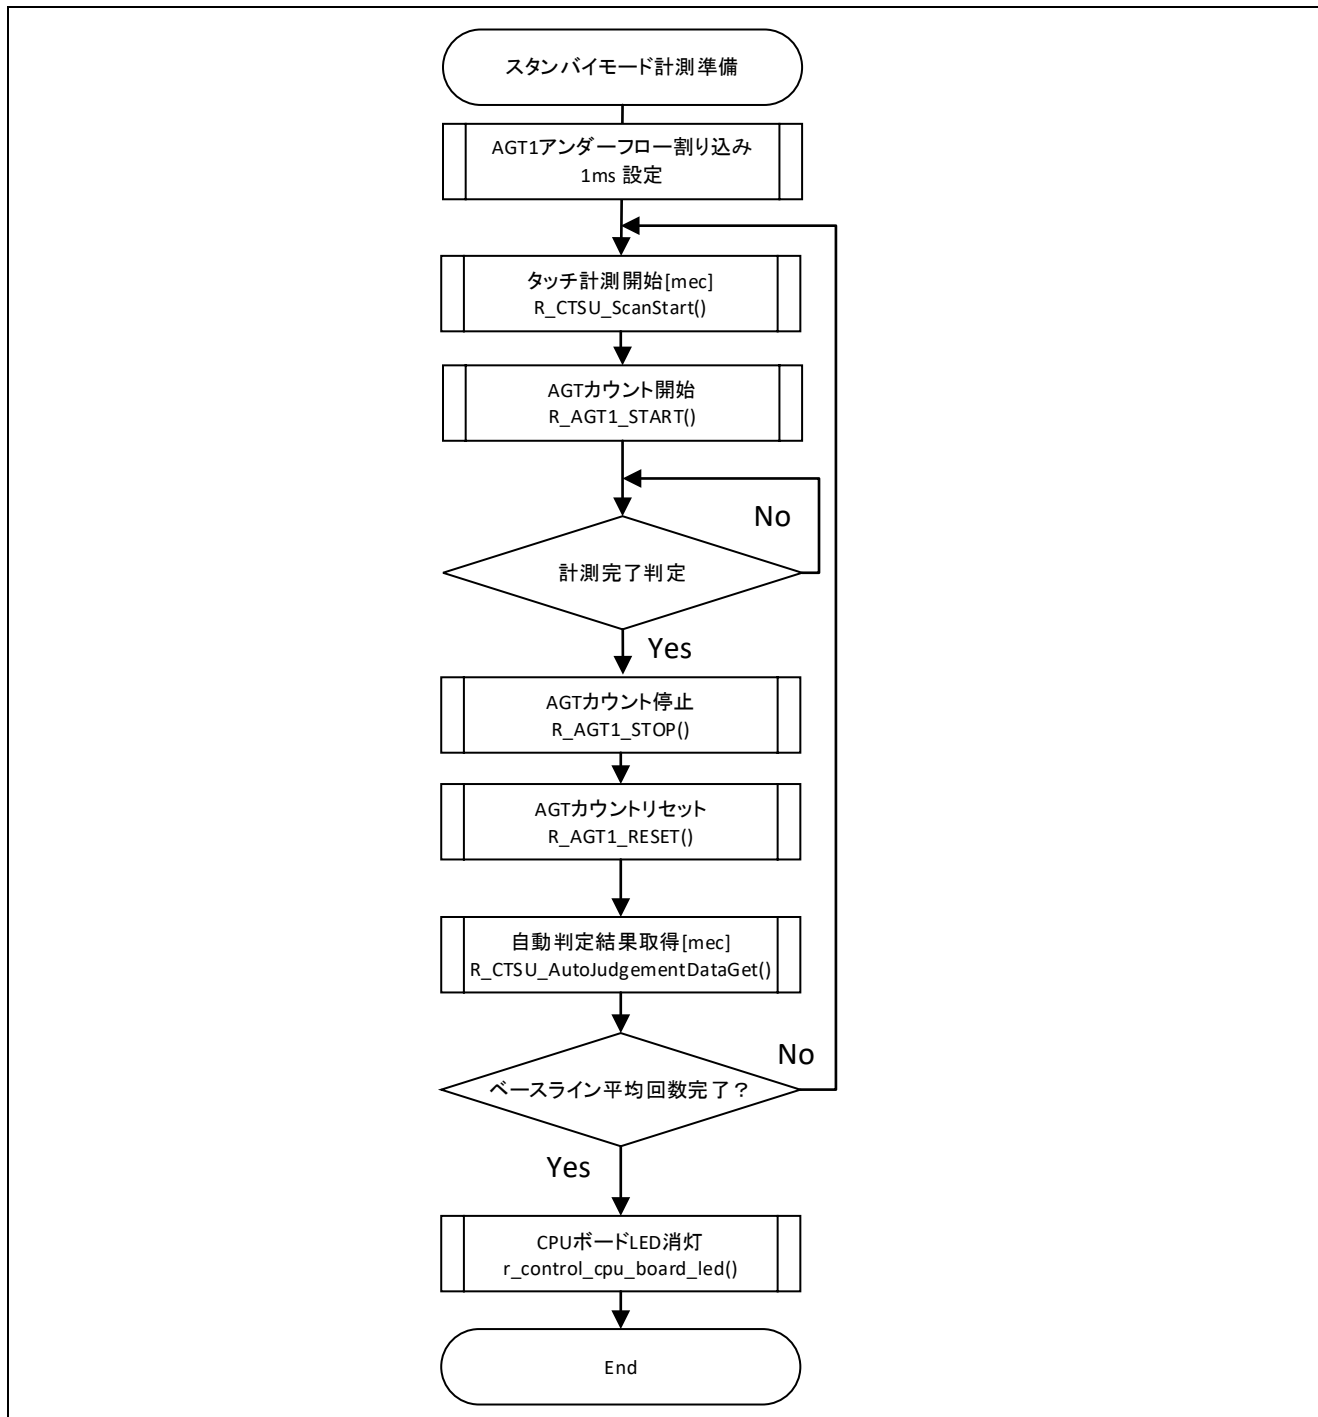 スタンバイモード計測準備
AGT1アンダーフロー割り込み
1ms 設定
タッチ計測開始[mec]
R_CTSU_ScanStart()
AGTカウント開始
R_AGT1_START()
No
計測完了判定
Yes
AGTカウント停止
R_AGT1_STOP()
AGTカウントリセット
R_AGT1_RESET()
自動判定結果取得[mec]
R_CTSU_AutoJudgementDataGet()
No
ベースライン平均回数完了？
Yes
CPUボードLED消灯
r_control_cpu_board_led()
End